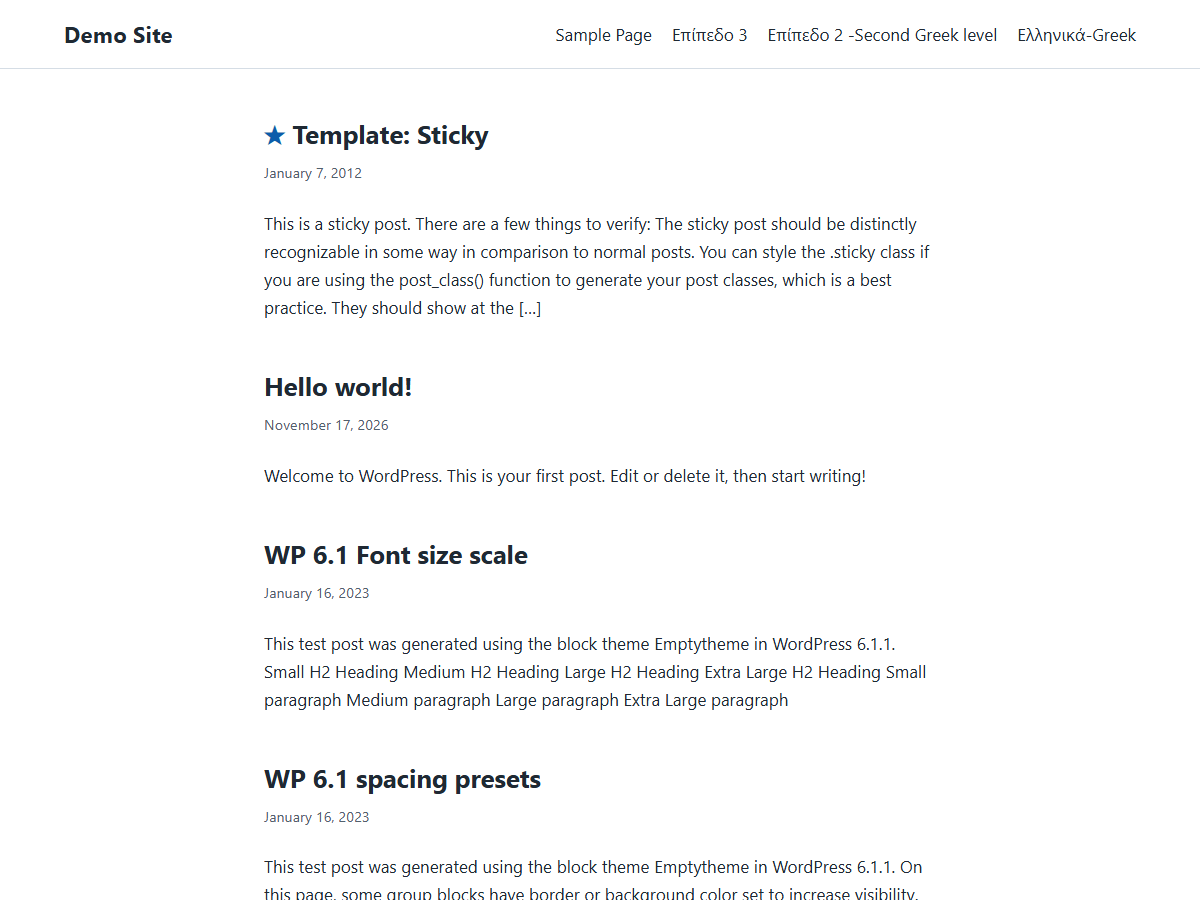 Demo Site
Sample Page Επίπεδο 3 Επίπεδο 2 -Second Greek level Ελληνικά-Greek
★ Template: Sticky
January 7, 2012
This is a sticky post. There are a few things to verify: The sticky post should be distinctly
recognizable in some way in comparison to normal posts. You can style the .sticky class if
you are using the post_class() function to generate your post classes, which is a best
practice. They should show at the […]
Hello world!
November 17, 2026
Welcome to WordPress. This is your first post. Edit or delete it, then start writing!
WP 6.1 Font size scale
January 16, 2023
This test post was generated using the block theme Emptytheme in WordPress 6.1.1.
Small H2 Heading Medium H2 Heading Large H2 Heading Extra Large H2 Heading Small
paragraph Medium paragraph Large paragraph Extra Large paragraph
WP 6.1 spacing presets
January 16, 2023
This test post was generated using the block theme Emptytheme in WordPress 6.1.1. On
this page, some group blocks have border or background color set to increase visibility.